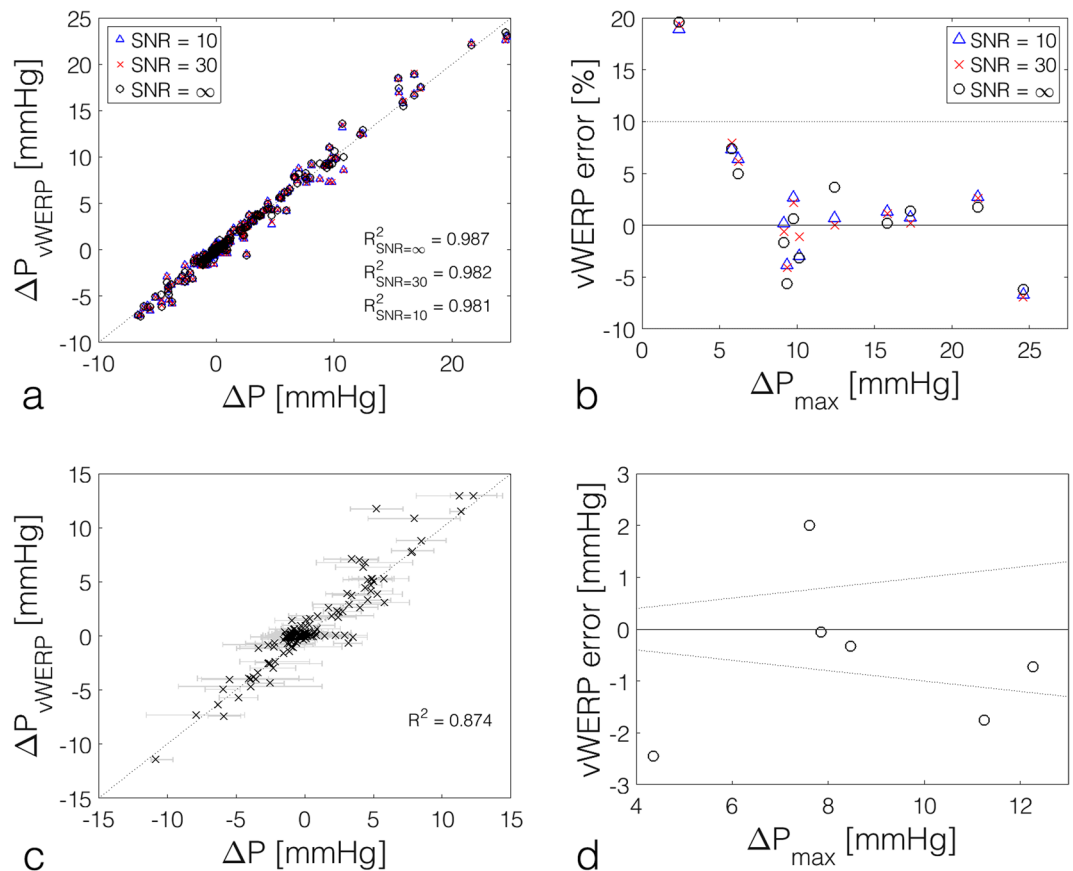 25
20
15
10
5
0
-5
-10
-10
0
10
20
ΔP_vWERP [mmHg]
ΔP [mmHg]
SNR = 10
SNR = 30
SNR = ∞
R²_SNR=∞ = 0.987
R²_SNR=30 = 0.982
R²_SNR=10 = 0.981
a
20
15
10
5
0
-5
-10
0
5
10
15
20
25
vWERP error [%]
ΔP_max [mmHg]
SNR = 10
SNR = 30
SNR = ∞
b
15
10
5
0
-5
-10
-15
-15
-10
-5
0
5
10
15
ΔP_vWERP [mmHg]
ΔP [mmHg]
R² = 0.874
c
3
2
1
0
-1
-2
-3
4
6
8
10
12
vWERP error [mmHg]
ΔP_max [mmHg]
d